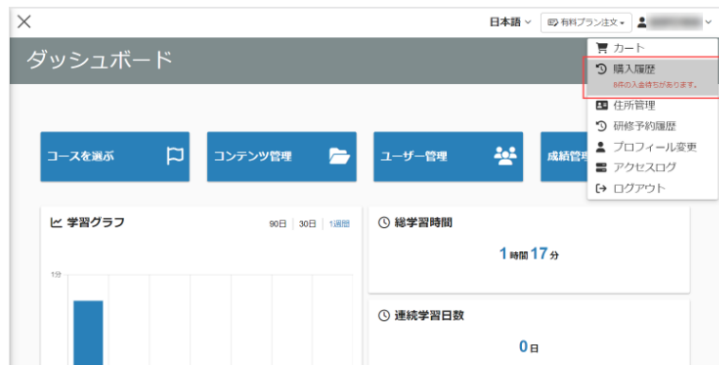 日本語
有料プラン注文
ダッシュボード
カート
購入履歴
6件の入金待ちがあります。
住所管理
研修予約履歴
プロフィール変更
アクセスログ
ログアウト
コースを選ぶ
コンテンツ管理
ユーザー管理
成績管
学習グラフ
90日 | 30日 | 1週間
1分
総学習時間
1 時間 17 分
連続学習日数
0 日